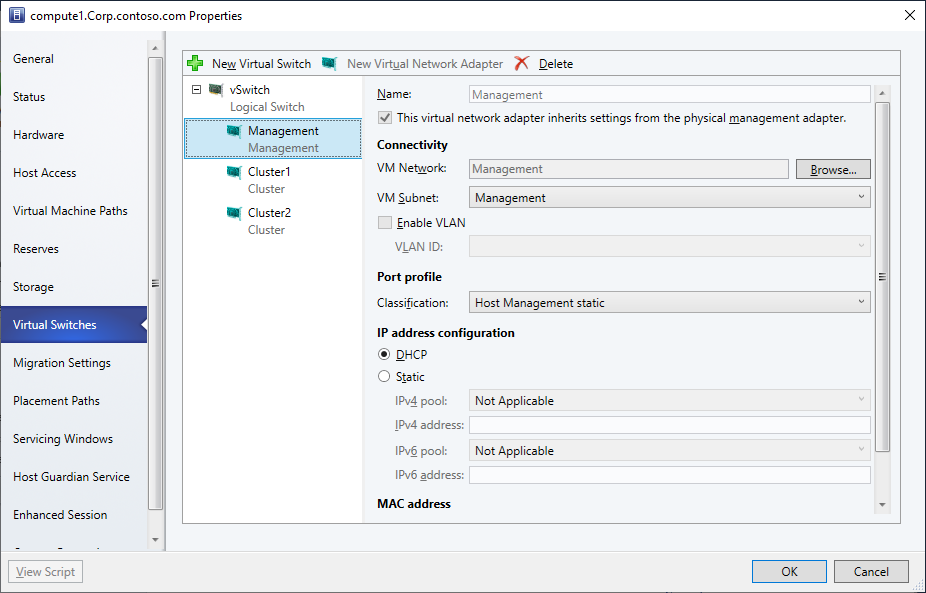 compute1.Corp.contoso.com Properties
General
Status
Hardware
Host Access
Virtual Machine Paths
Reserves
Storage
Virtual Switches
Migration Settings
Placement Paths
Servicing Windows
Host Guardian Service
Enhanced Session
New Virtual Switch New Virtual Network Adapter Delete
vSwitch
Logical Switch
Management
Management
Cluster1
Cluster
Cluster2
Cluster
Name: Management
This virtual network adapter inherits settings from the physical management adapter.
Connectivity
VM Network: Management Browse...
VM Subnet: Management
Enable VLAN
VLAN ID:
Port profile
Classification: Host Management static
IP address configuration
DHCP
Static
IPv4 pool: Not Applicable
IPv4 address:
IPv6 pool: Not Applicable
IPv6 address:
MAC address
View Script OK Cancel